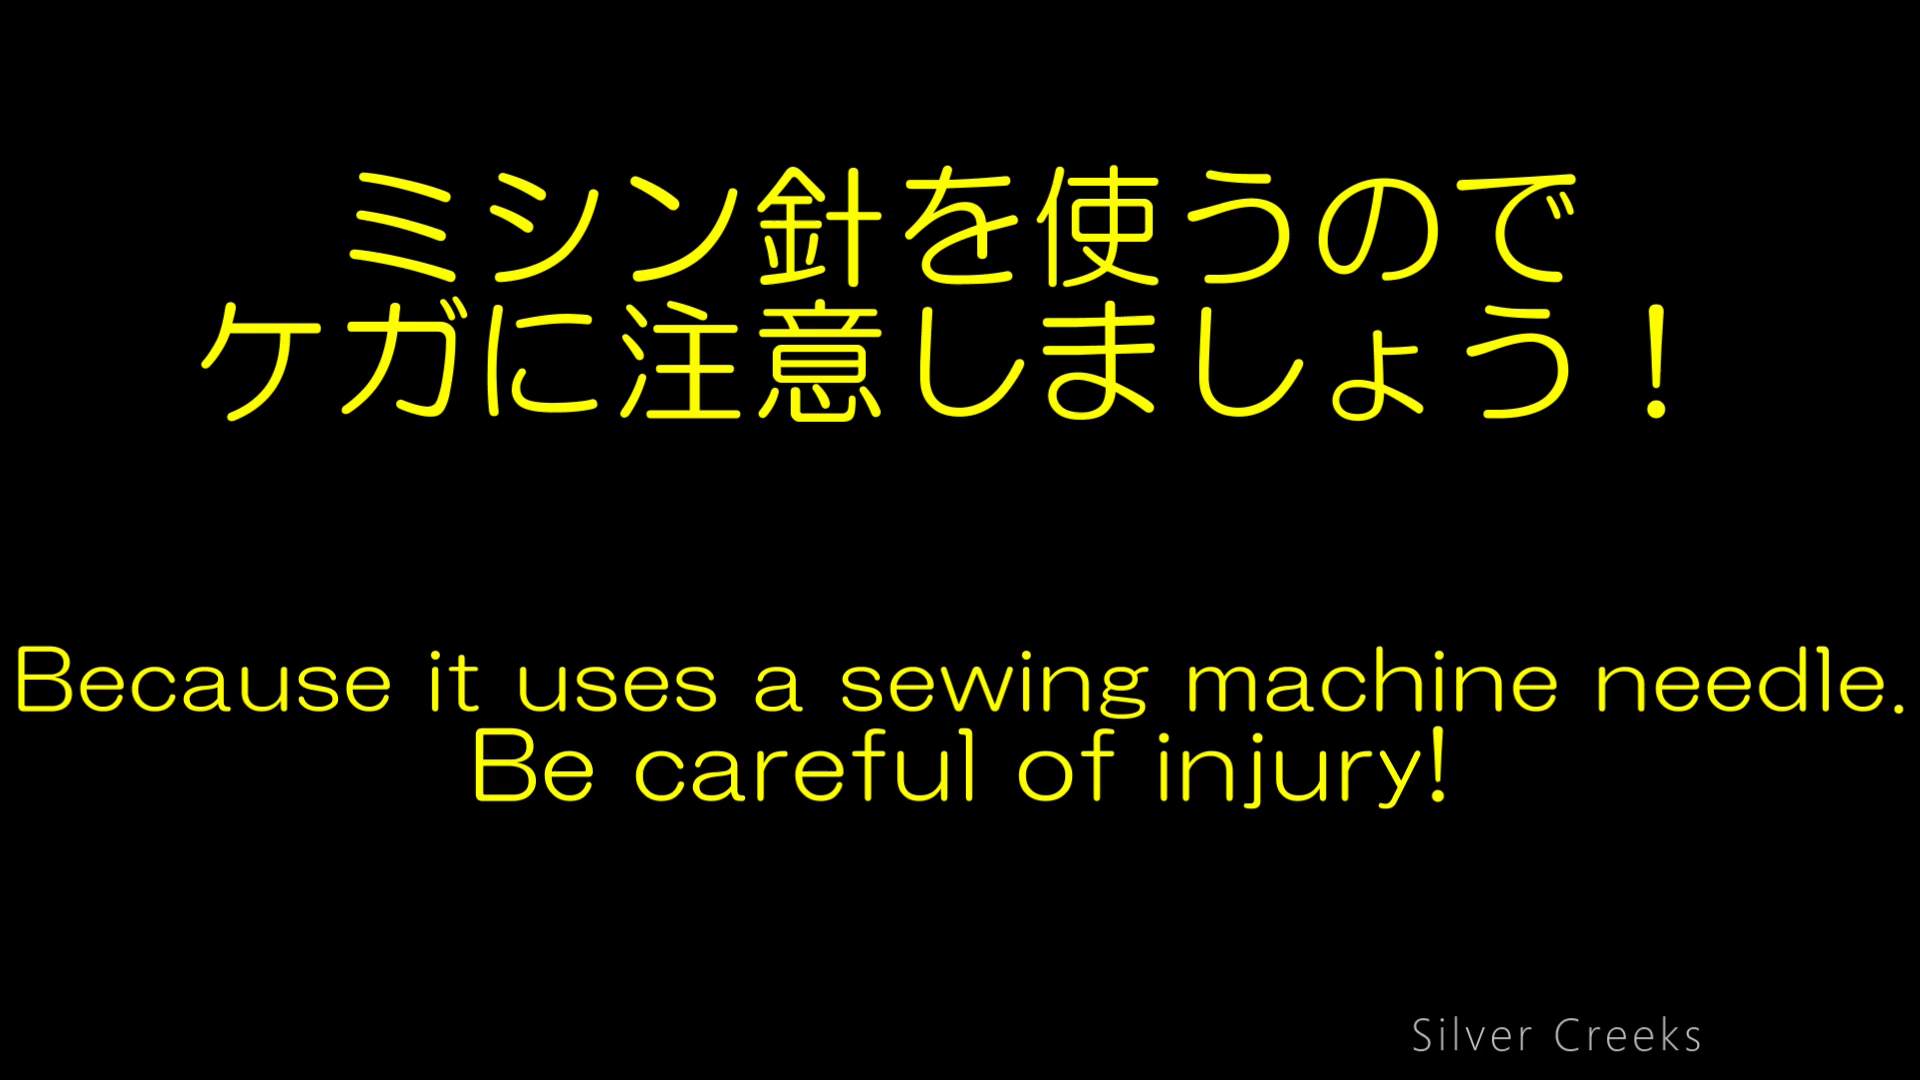 ミシン針を使うので
ケガに注意しましょう！
Because it uses a sewing machine needle.
Be careful of injury!
Silver Creeks